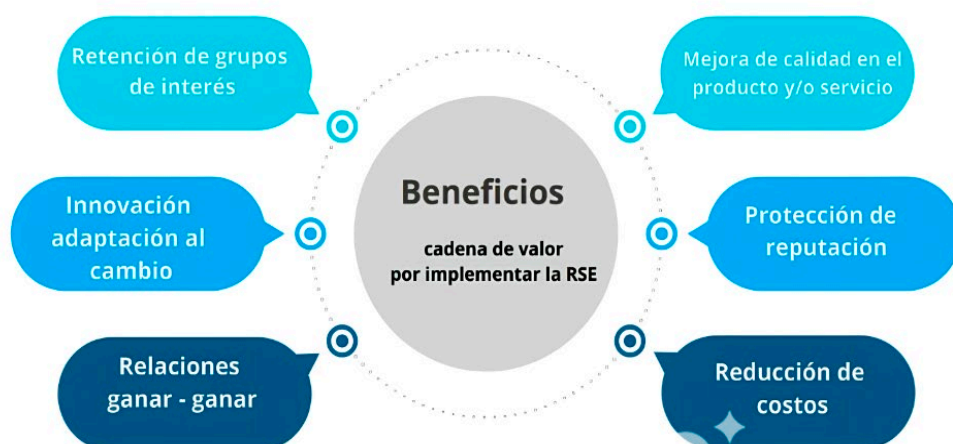 Retención de grupos
de interés
Mejora de calidad en el
producto y/o servicio
Beneficios
cadena de valor
por implementar la RSE
Innovación
adaptación al
cambio
Protección de
reputación
Relaciones
ganar - ganar
Reducción de
costos